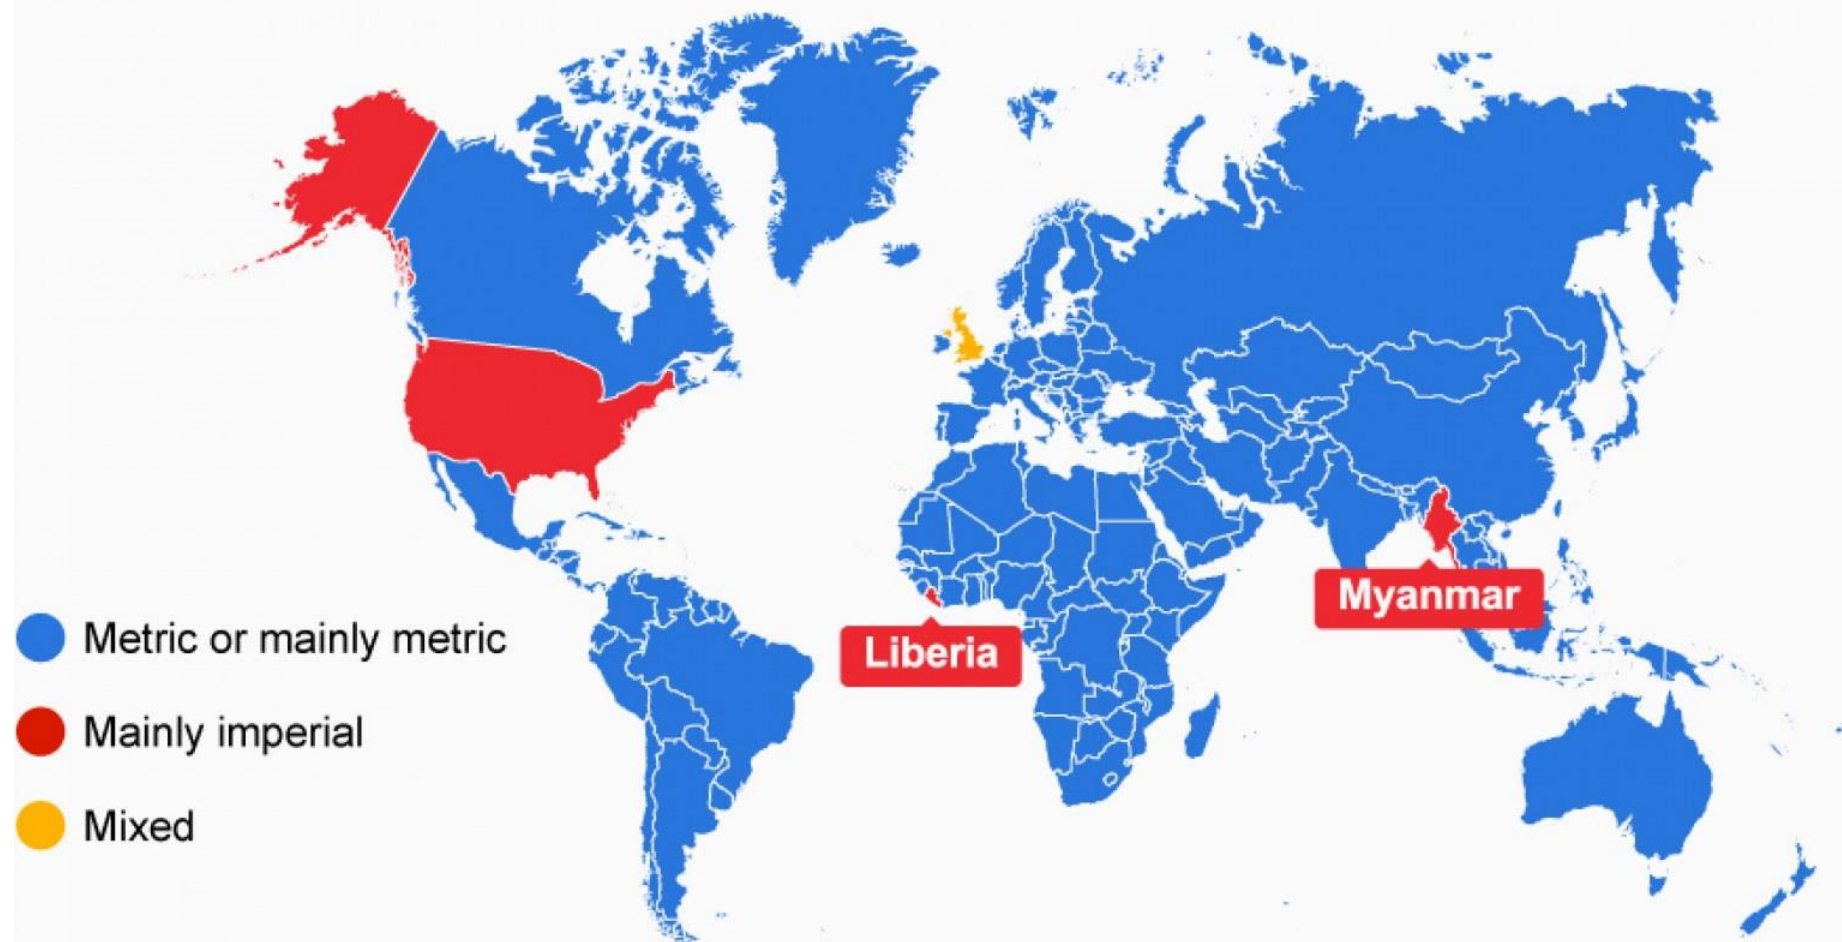 Myanmar
Liberia
Metric or mainly metric
Mainly imperial
Mixed